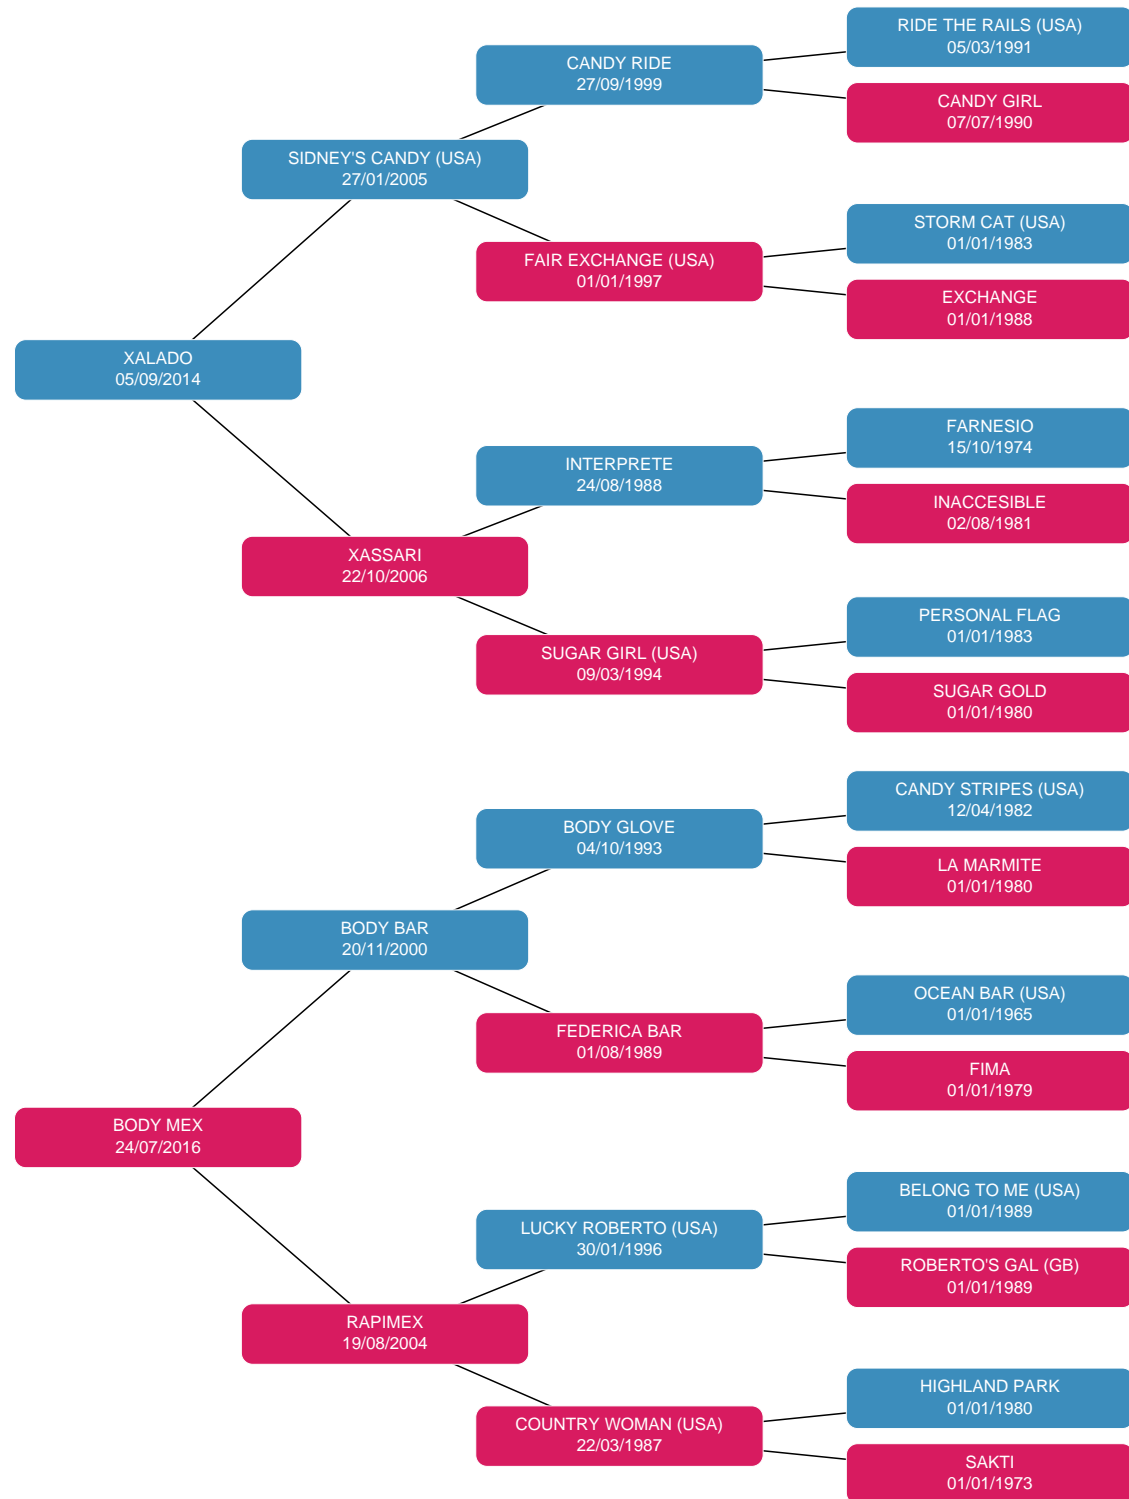 RIDE THE RAILS (USA)
05/03/1991
CANDY RIDE
27/09/1999
CANDY GIRL
07/07/1990
SIDNEY'S CANDY (USA)
27/01/2005
STORM CAT (USA)
01/01/1983
FAIR EXCHANGE (USA)
01/01/1997
EXCHANGE
01/01/1988
XALADO
05/09/2014
FARNESIO
15/10/1974
INTERPRETE
24/08/1988
INACCESIBLE
02/08/1981
XASSARI
22/10/2006
PERSONAL FLAG
01/01/1983
SUGAR GIRL (USA)
09/03/1994
SUGAR GOLD
01/01/1980
CANDY STRIPES (USA)
12/04/1982
BODY GLOVE
04/10/1993
LA MARMITE
01/01/1980
BODY BAR
20/11/2000
OCEAN BAR (USA)
01/01/1965
FEDERICA BAR
01/08/1989
FIMA
01/01/1979
BODY MEX
24/07/2016
BELONG TO ME (USA)
01/01/1989
LUCKY ROBERTO (USA)
30/01/1996
ROBERTO'S GAL (GB)
01/01/1989
RAPIMEX
19/08/2004
HIGHLAND PARK
01/01/1980
COUNTRY WOMAN (USA)
22/03/1987
SAKTI
01/01/1973